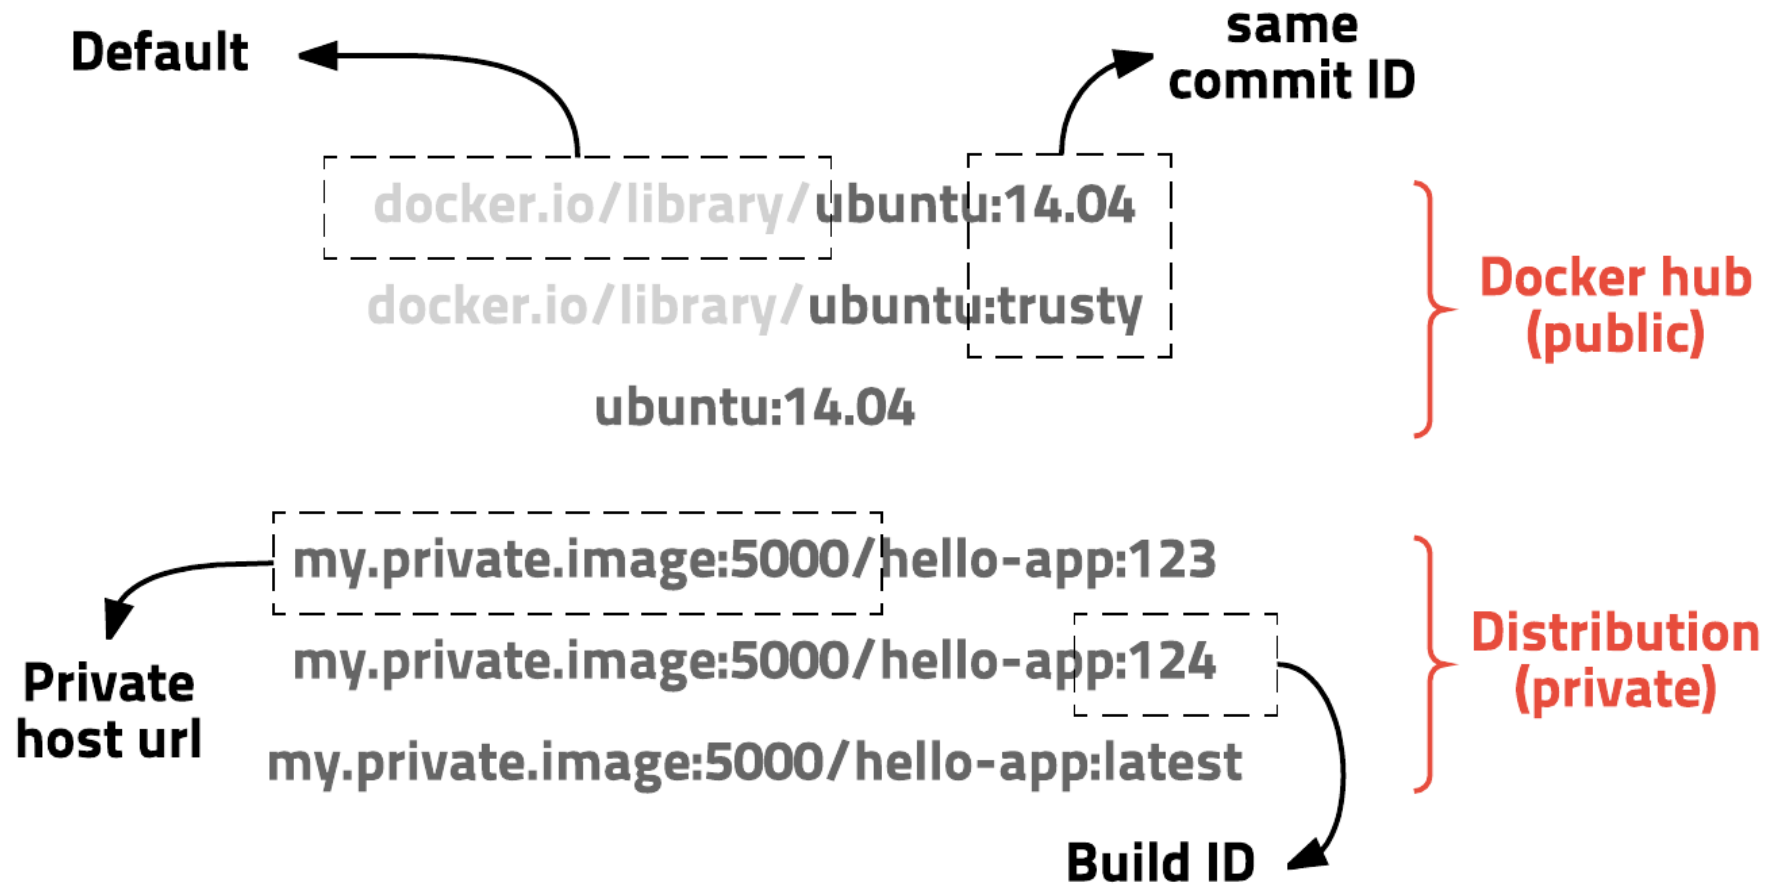 Default
same
commit ID
docker.io/library/ubuntu:14.04
docker.io/library/ubuntu:trusty
ubuntu:14.04
Docker hub
(public)
my.private.image:5000/hello-app:123
my.private.image:5000/hello-app:124
my.private.image:5000/hello-app:latest
Distribution
(private)
Private
host url
Build ID